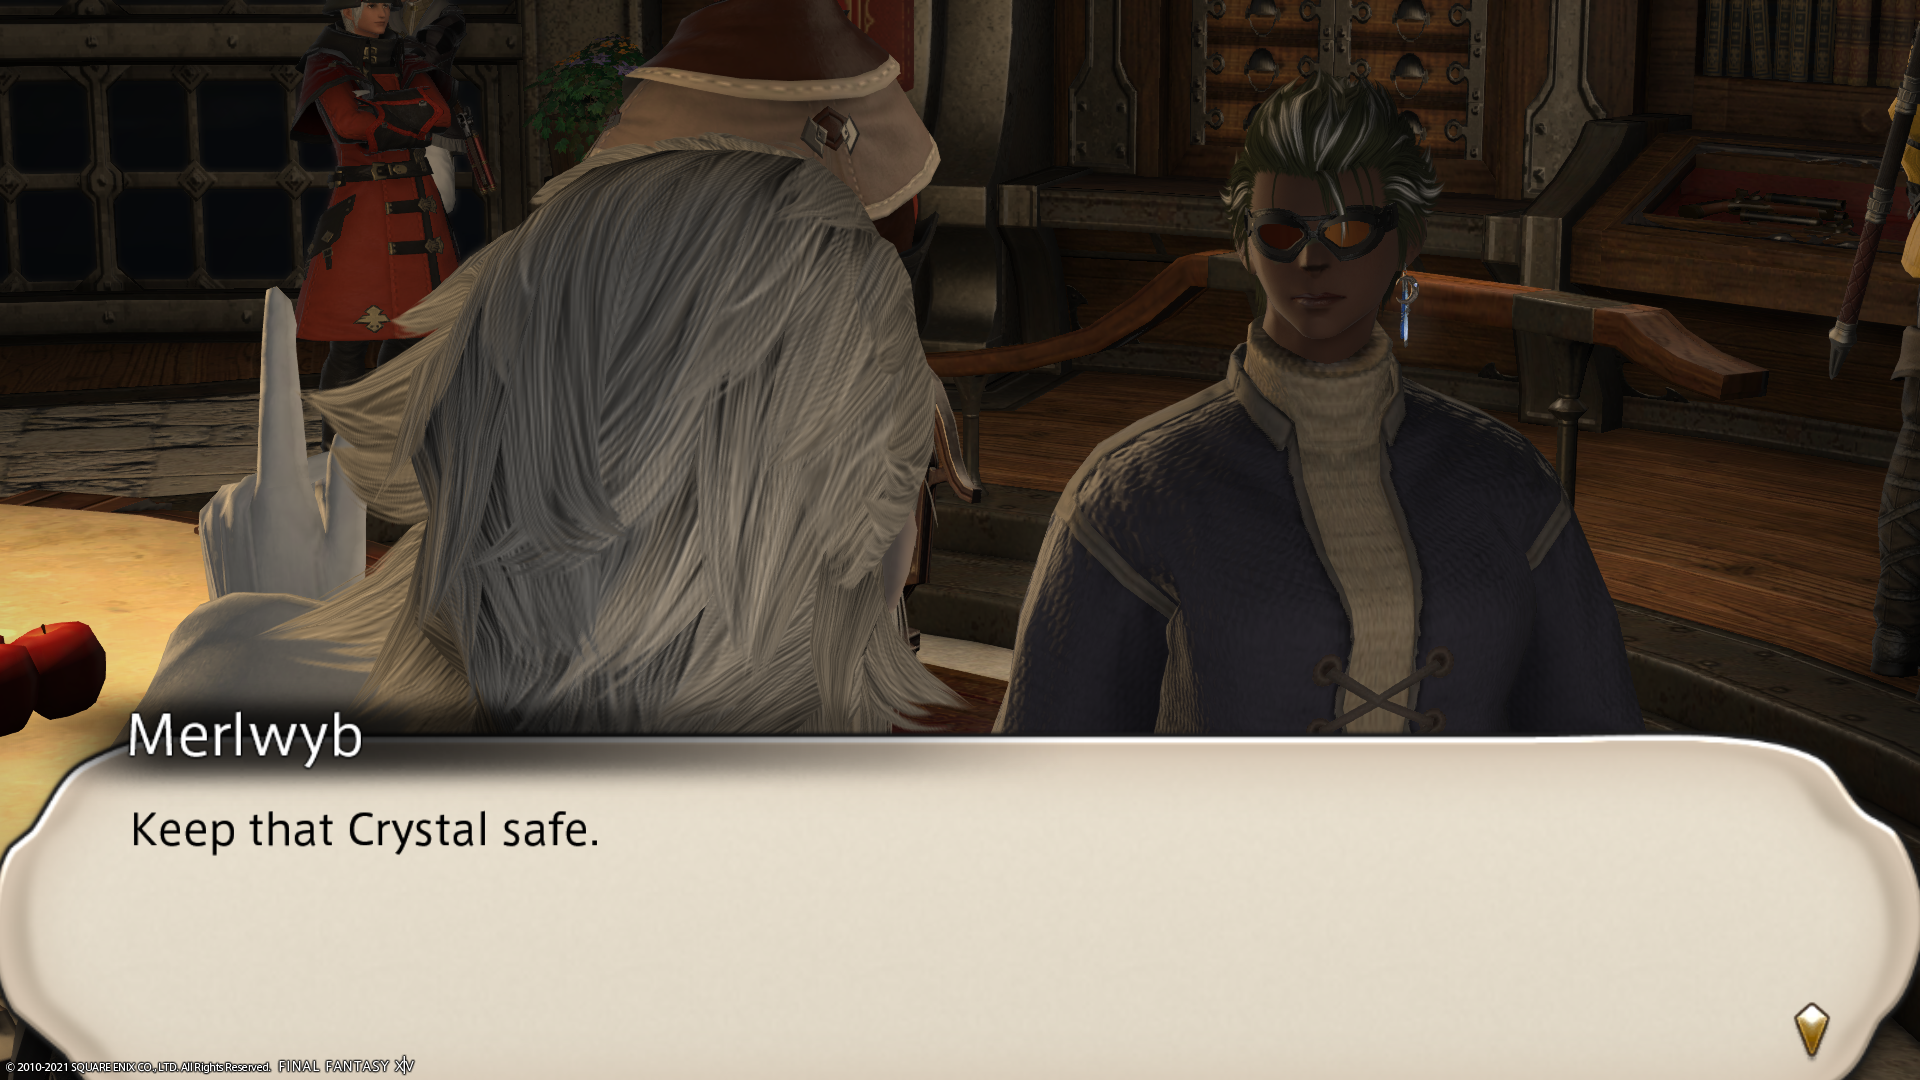 Merlwyb
Keep that Crystal safe.
© 2010-2021 SQUARE ENIX CO., LTD. All Rights Reserved. FINAL FANTASY XIV